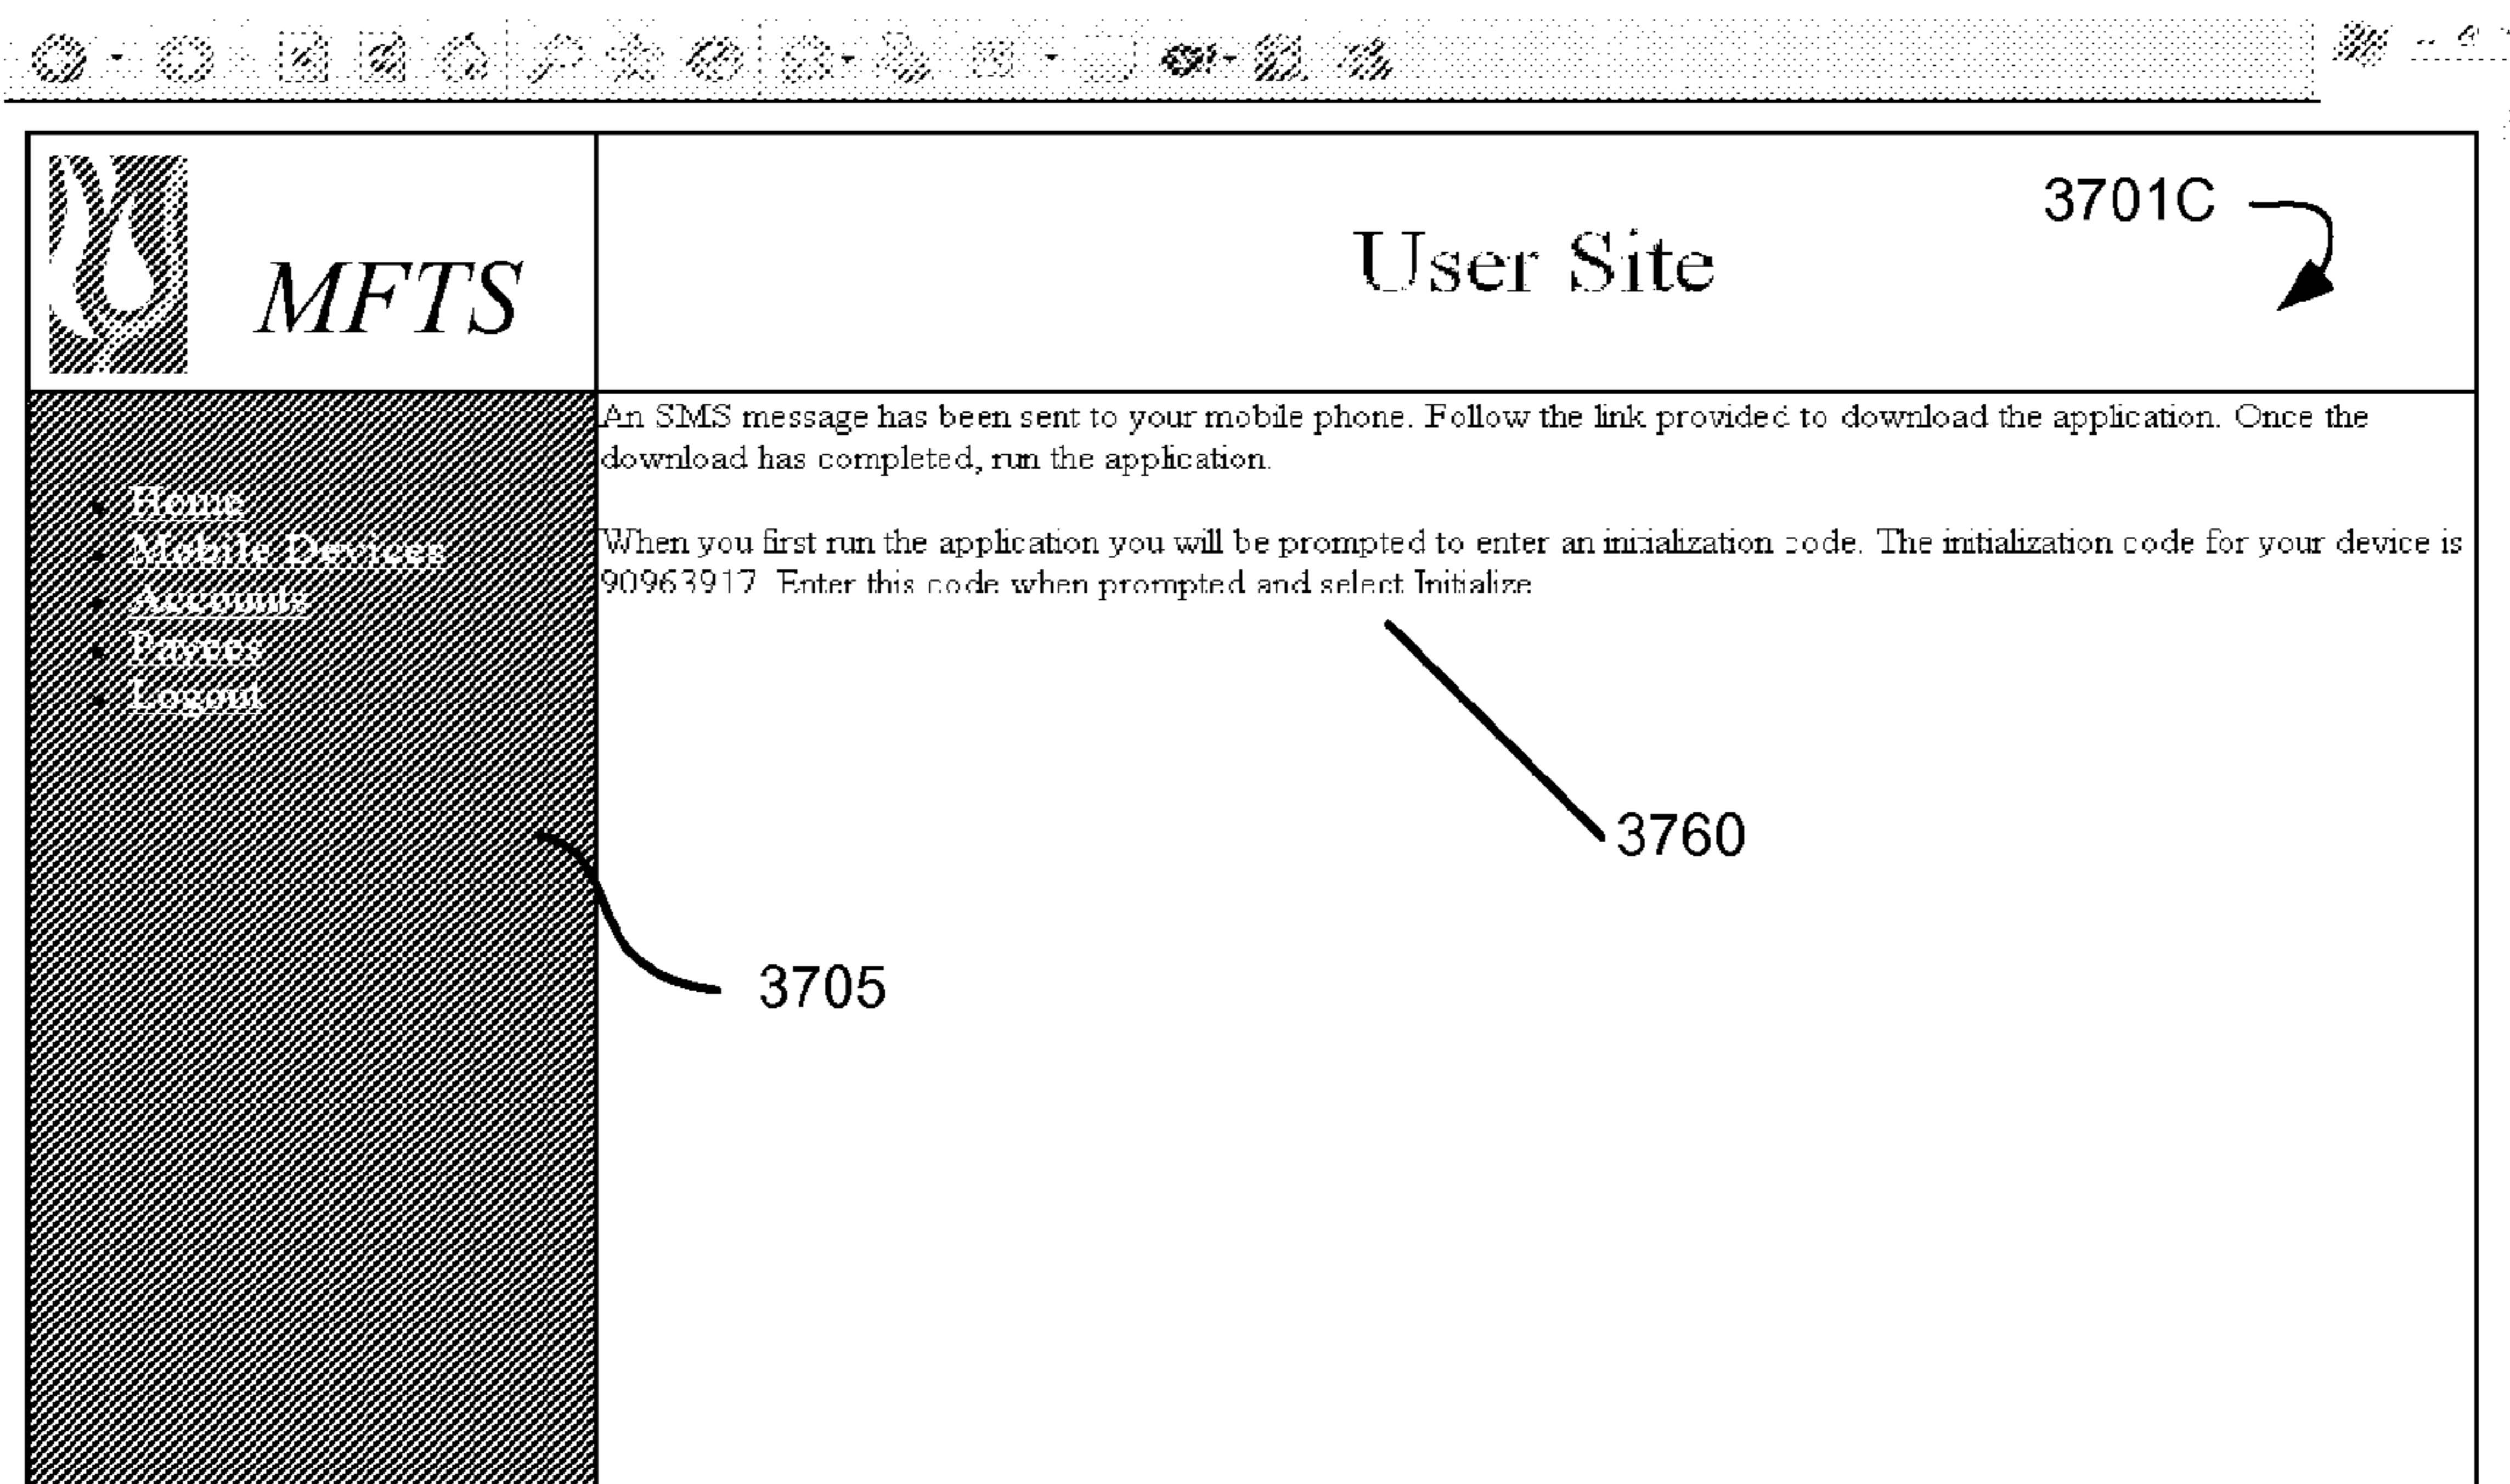 3701C
MFTS
User Site
An SMS message has been sent to your mobile phone. Follow the link provided to download the application. Once the
download has completed, run the application.
Home
Mobile Devices
Accounts
Payees
Logout
When you first run the application you will be prompted to enter an initialization code. The initialization code for your device is
90963917. Enter this code when prompted and select Initialize
3760
3705